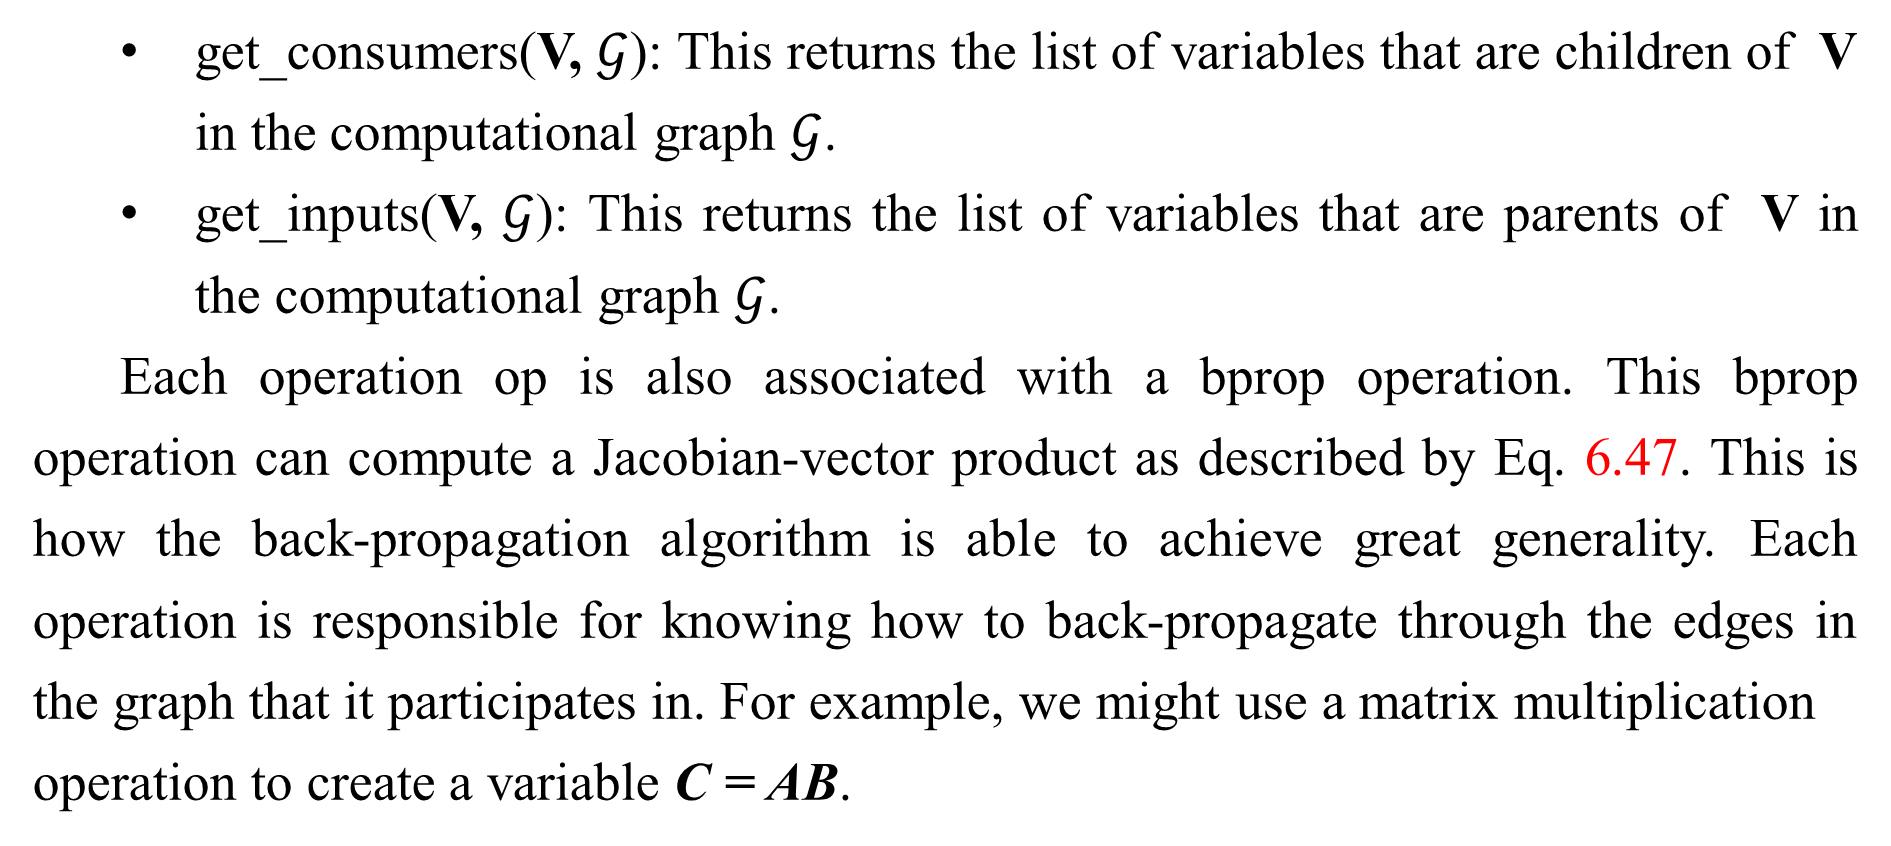 • get_consumers(V, 𝒢): This returns the list of variables that are children of V
in the computational graph 𝒢.
• get_inputs(V, 𝒢): This returns the list of variables that are parents of V in
the computational graph 𝒢.
Each operation op is also associated with a bprop operation. This bprop
operation can compute a Jacobian-vector product as described by Eq. 6.47. This is
how the back-propagation algorithm is able to achieve great generality. Each
operation is responsible for knowing how to back-propagate through the edges in
the graph that it participates in. For example, we might use a matrix multiplication
operation to create a variable C = AB.